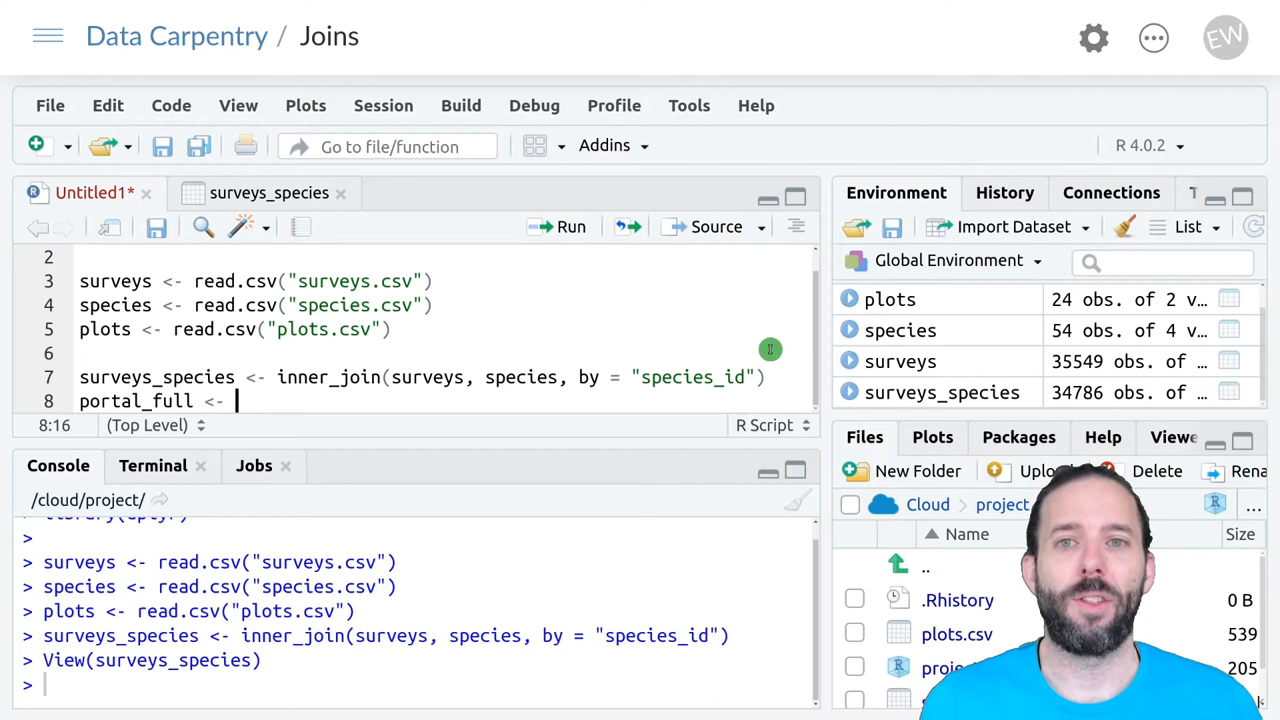 Data Carpentry / Joins
EW
File Edit Code View Plots Session Build Debug Profile Tools Help
Go to file/function Addins R 4.0.2
Untitled1* surveys_species
Run Source
2
3 surveys <- read.csv("surveys.csv")
4 species <- read.csv("species.csv")
5 plots <- read.csv("plots.csv")
6
7 surveys_species <- inner_join(surveys, species, by = "species_id")
8 portal_full <-
8:16 (Top Level) R Script
Console Terminal Jobs
/cloud/project/
>
> surveys <- read.csv("surveys.csv")
> species <- read.csv("species.csv")
> plots <- read.csv("plots.csv")
> surveys_species <- inner_join(surveys, species, by = "species_id")
> View(surveys_species)
>
Environment History Connections T
Import Dataset List
Global Environment
plots 24 obs. of 2 v…
species 54 obs. of 4 v…
surveys 35549 obs. of …
surveys_species 34786 obs. of …
Files Plots Packages Help Viewe
New Folder Uplo Delete Rena
Cloud project ...
Name Size
..
.Rhistory 0 B
plots.csv 539
proje 205